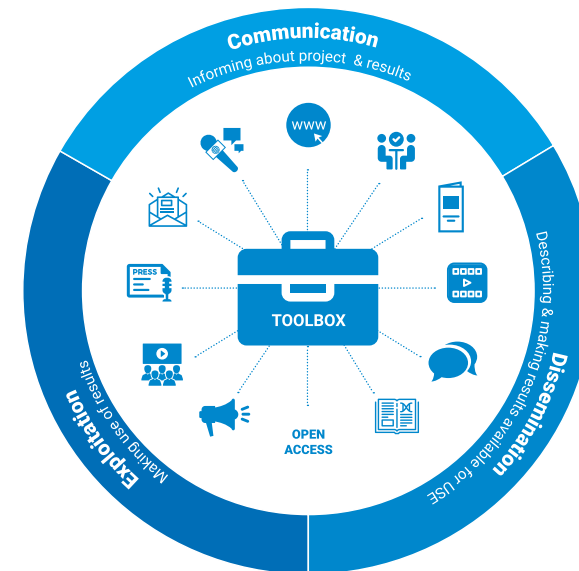 Communication
Informing about project & results
www
PRESS
TOOLBOX
OPEN
ACCESS
Dissemination
Describing & making results available for USE
Exploitation
Making use of results